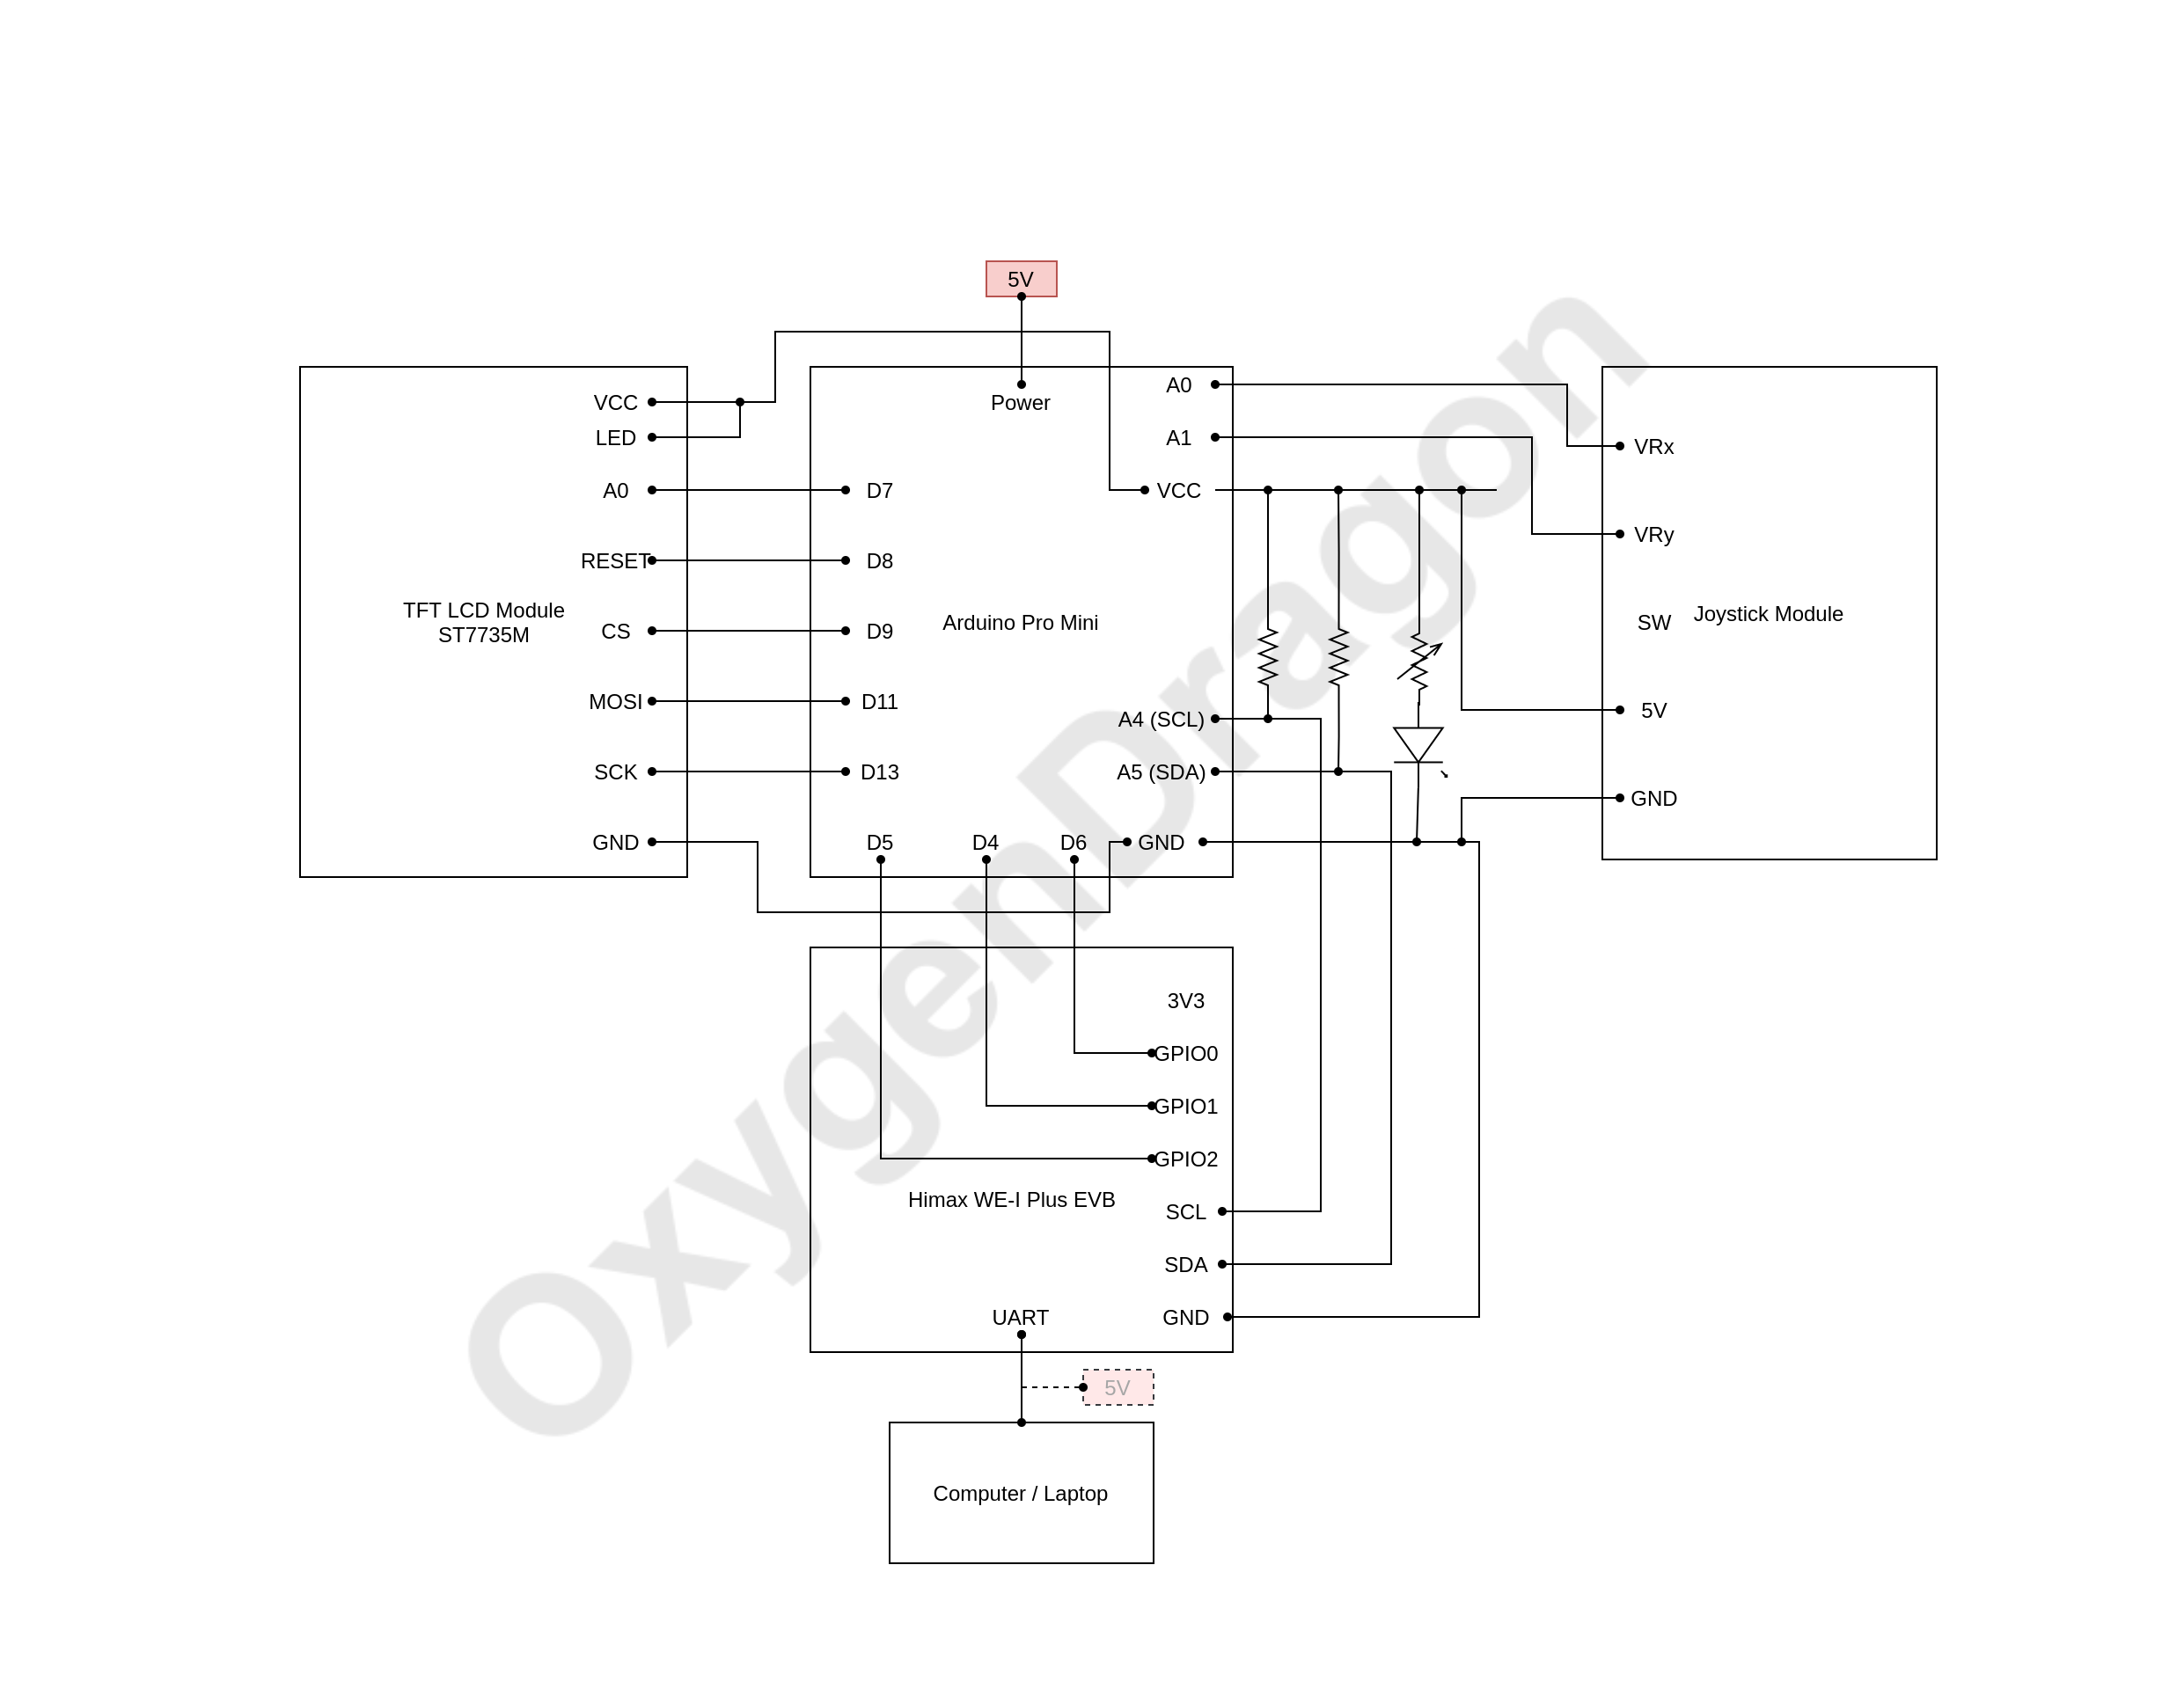 5V
Power
VCC
LED
A0
RESET
CS
MOSI
SCK
GND
TFT LCD Module
ST7735M
D7
D8
D9
D11
D13
D5
D4
D6
Arduino Pro Mini
A0
A1
VCC
A4 (SCL)
A5 (SDA)
GND
VRx
VRy
SW
5V
GND
Joystick Module
3V3
GPIO0
GPIO1
GPIO2
SCL
SDA
GND
Himax WE-I Plus EVB
UART
5V
Computer / Laptop
OxygenDragon